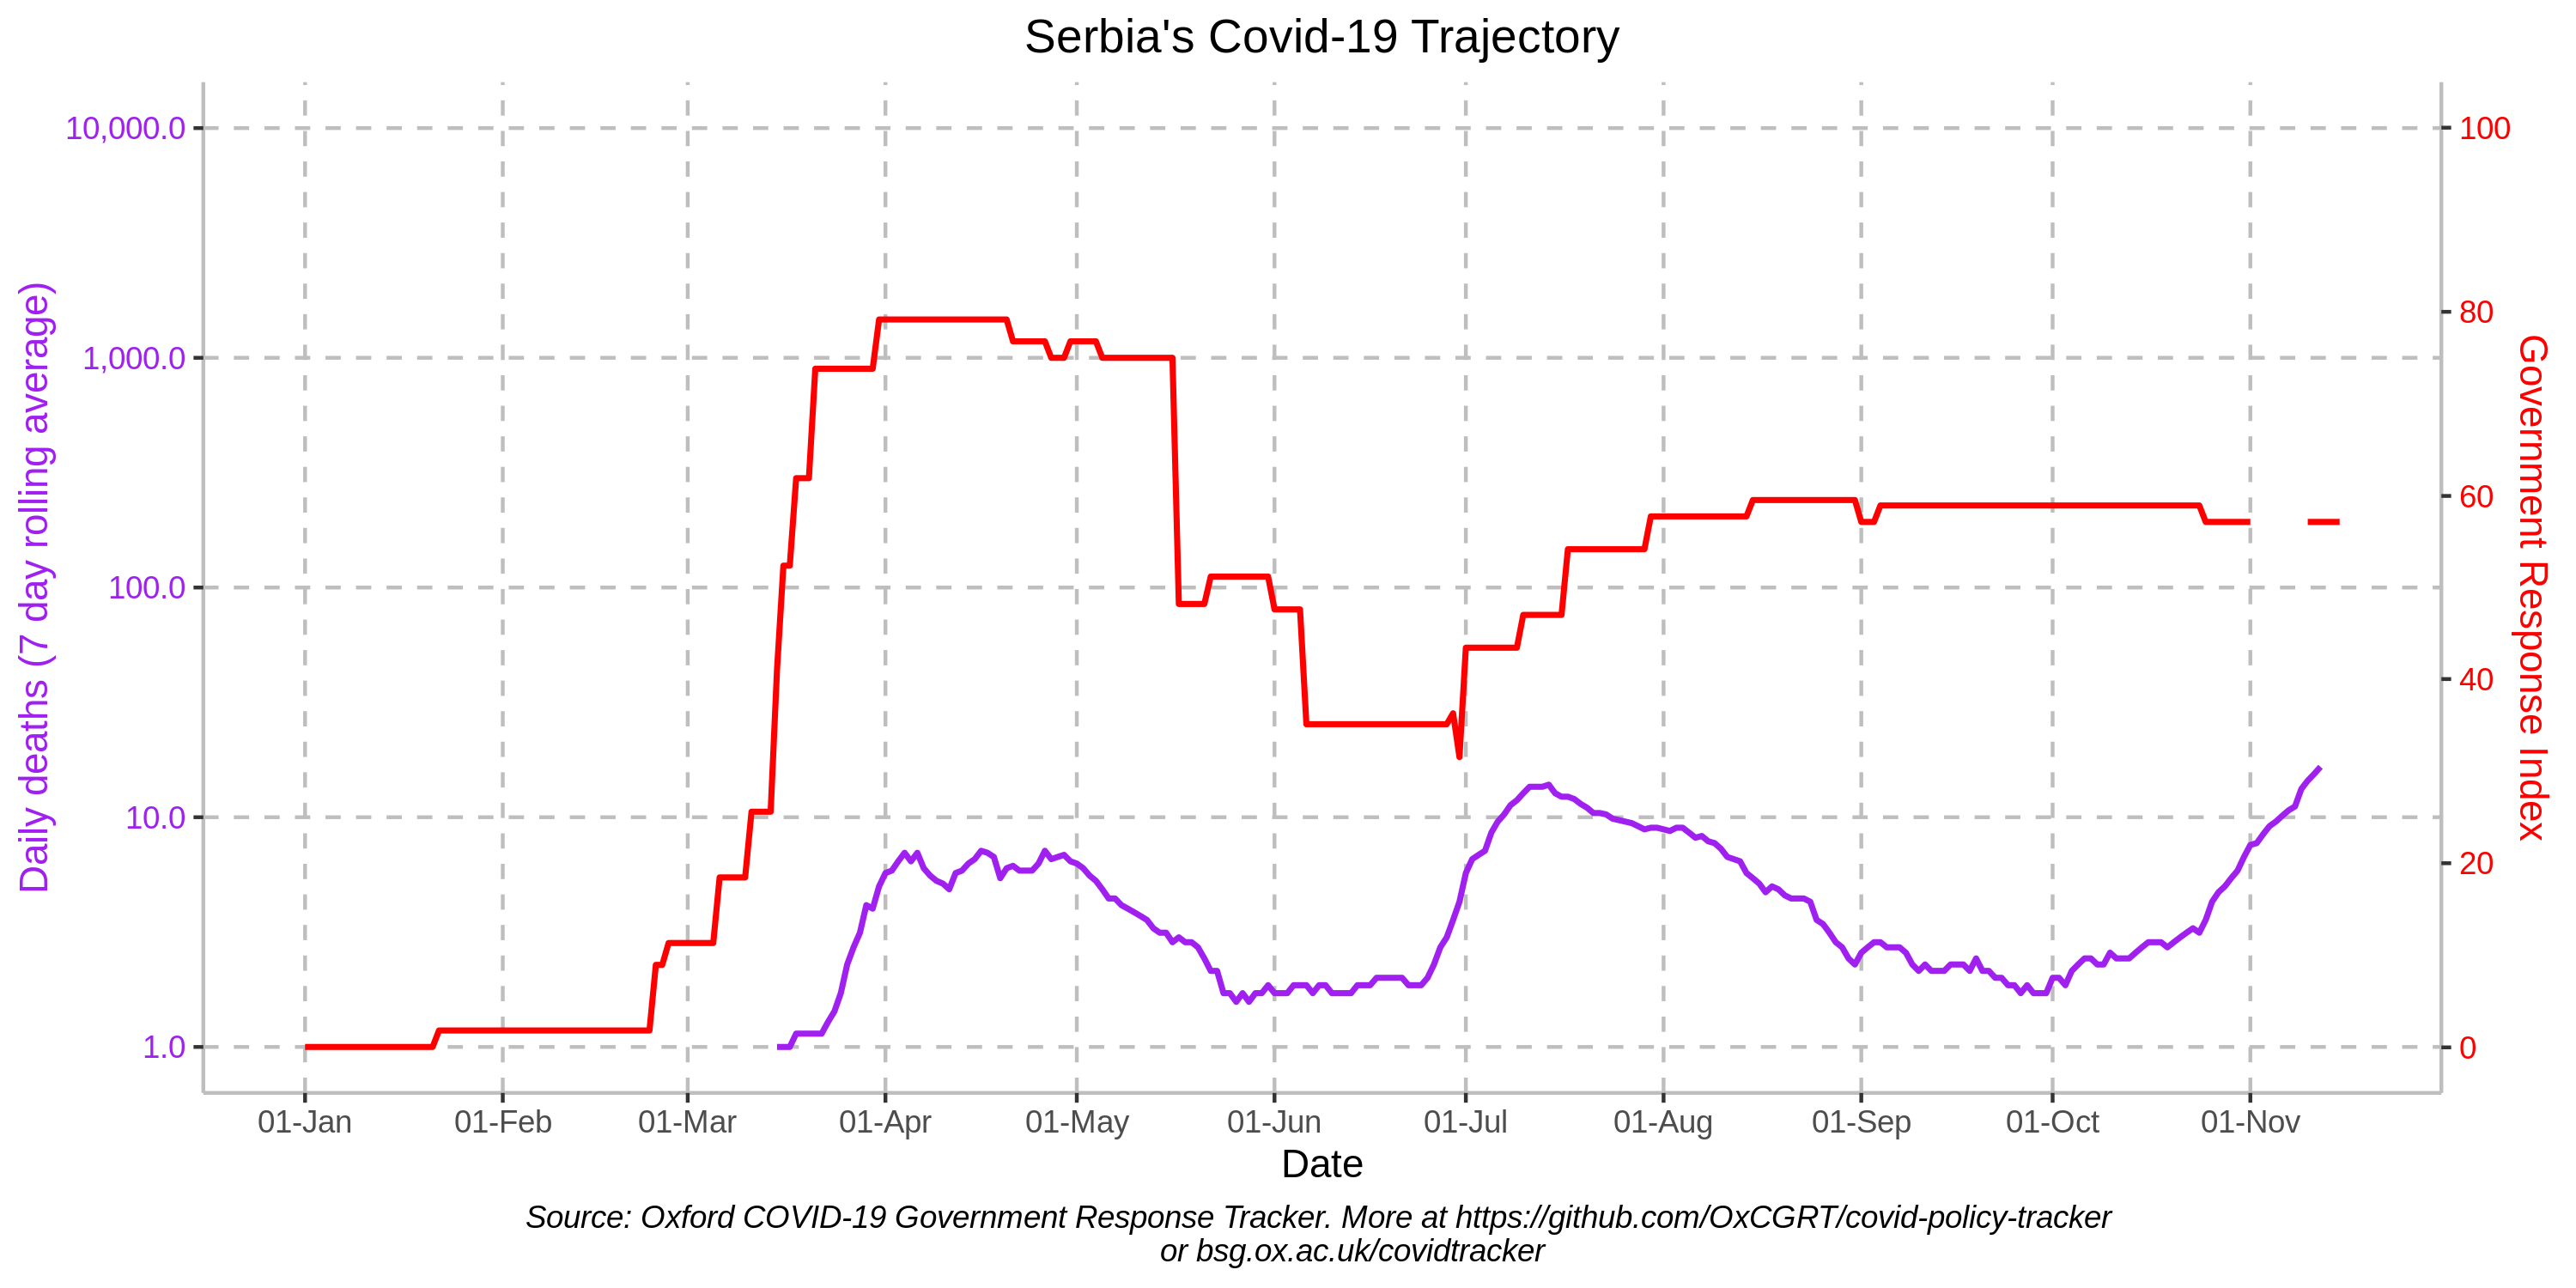 Serbia's Covid-19 Trajectory
Daily deaths (7 day rolling average)
10,000.0
1,000.0
100.0
10.0
1.0
100
80
60
40
20
0
Government Response Index
01-Jan 01-Feb 01-Mar 01-Apr 01-May 01-Jun 01-Jul 01-Aug 01-Sep 01-Oct 01-Nov
Date
Source: Oxford COVID-19 Government Response Tracker. More at https://github.com/OxCGRT/covid-policy-tracker
or bsg.ox.ac.uk/covidtracker